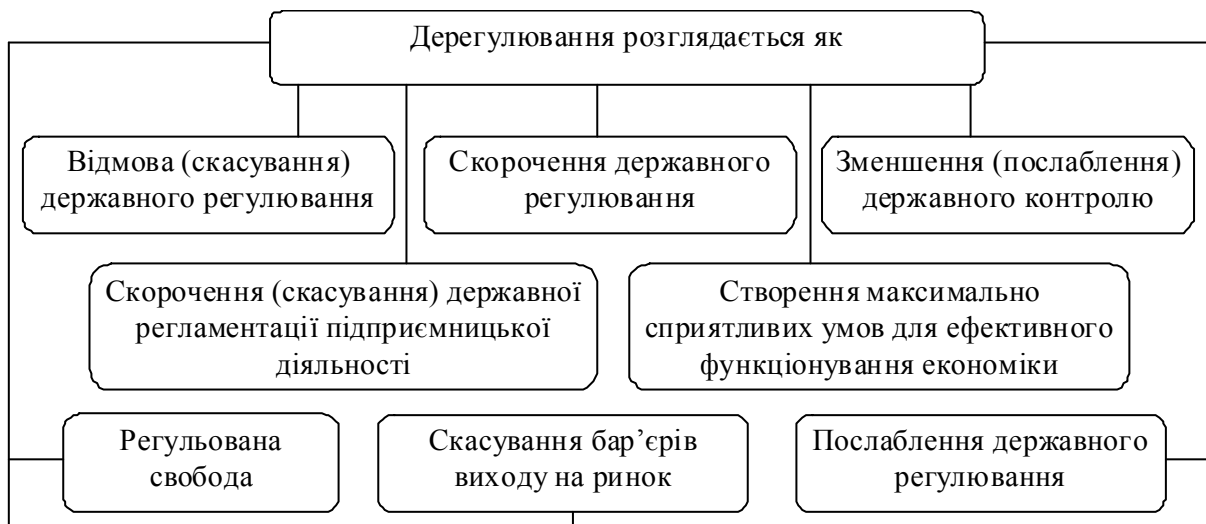 Дерегулювання розглядається як
Відмова (скасування)
державного регулювання
Скорочення державного
регулювання
Зменшення (послаблення)
державного контролю
Скорочення (скасування) державної
регламентації підприємницької
діяльності
Створення максимально
сприятливих умов для ефективного
функціонування економіки
Регульована
свобода
Скасування бар’єрів
виходу на ринок
Послаблення державного
регулювання